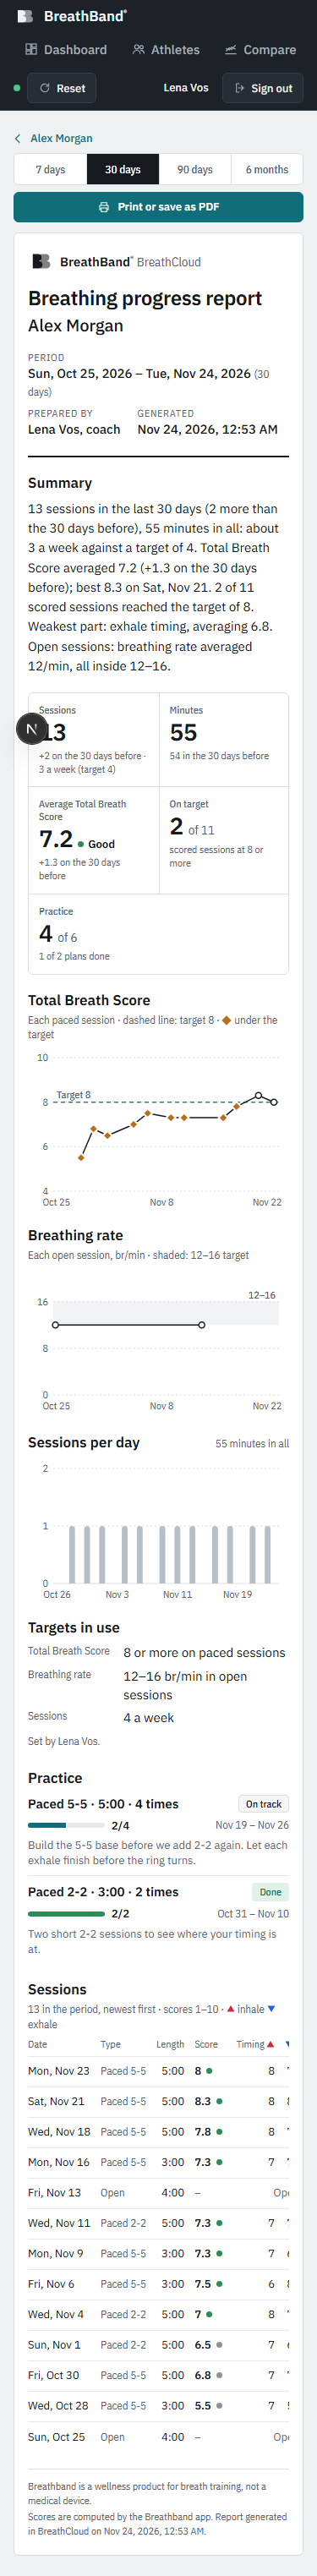 BreathBand®
Dashboard Athletes Compare
Reset Lena Vos Sign out
Alex Morgan
7 days 30 days 90 days 6 months
Print or save as PDF
BreathBand® BreathCloud
Breathing progress report
Alex Morgan
PERIOD
Sun, Oct 25, 2026 – Tue, Nov 24, 2026 (30
days)
PREPARED BY GENERATED
Lena Vos, coach Nov 24, 2026, 12:53 AM
Summary
13 sessions in the last 30 days (2 more than
the 30 days before), 55 minutes in all: about
3 a week against a target of 4. Total Breath
Score averaged 7.2 (+1.3 on the 30 days
before); best 8.3 on Sat, Nov 21. 2 of 11
scored sessions reached the target of 8.
Weakest part: exhale timing, averaging 6.8.
Open sessions: breathing rate averaged
12/min, all inside 12–16.
Sessions
N
13
+2 on the 30 days before ·
3 a week (target 4)
Minutes
55
54 in the 30 days before
Average Total Breath
Score
7.2 Good
+1.3 on the 30 days
before
On target
2 of 11
scored sessions at 8 or
more
Practice
4 of 6
1 of 2 plans done
Total Breath Score
Each paced session · dashed line: target 8 · ◆ under the
target
10
Target 8
8
6
4
Oct 25 Nov 8 Nov 22
Breathing rate
Each open session, br/min · shaded: 12–16 target
12–16
16
8
0
Oct 25 Nov 8 Nov 22
Sessions per day 55 minutes in all
2
1
0
Oct 26 Nov 3 Nov 11 Nov 19
Targets in use
Total Breath Score 8 or more on paced sessions
Breathing rate 12–16 br/min in open
sessions
Sessions 4 a week
Set by Lena Vos.
Practice
Paced 5-5 · 5:00 · 4 times On track
2/4 Nov 19 – Nov 26
Build the 5-5 base before we add 2-2 again. Let each
exhale finish before the ring turns.
Paced 2-2 · 3:00 · 2 times Done
2/2 Oct 31 – Nov 10
Two short 2-2 sessions to see where your timing is
at.
Sessions
13 in the period, newest first · scores 1–10 · ▲ inhale ▼
exhale
Date Type Length Score Timing ▲
Mon, Nov 23 Paced 5-5 5:00 8 8
Sat, Nov 21 Paced 5-5 5:00 8.3 8
Wed, Nov 18 Paced 5-5 5:00 7.8 8
Mon, Nov 16 Paced 5-5 3:00 7.3 7
Fri, Nov 13 Open 4:00 –
Wed, Nov 11 Paced 2-2 5:00 7.3 7
Mon, Nov 9 Paced 5-5 3:00 7.3 7
Fri, Nov 6 Paced 5-5 3:00 7.5 6
Wed, Nov 4 Paced 2-2 5:00 7 8
Sun, Nov 1 Paced 2-2 5:00 6.5 7
Fri, Oct 30 Paced 5-5 5:00 6.8 7
Wed, Oct 28 Paced 5-5 3:00 5.5 7
Sun, Oct 25 Open 4:00 –
Breathband is a wellness product for breath training, not a
medical device.
Scores are computed by the Breathband app. Report generated
in BreathCloud on Nov 24, 2026, 12:53 AM.